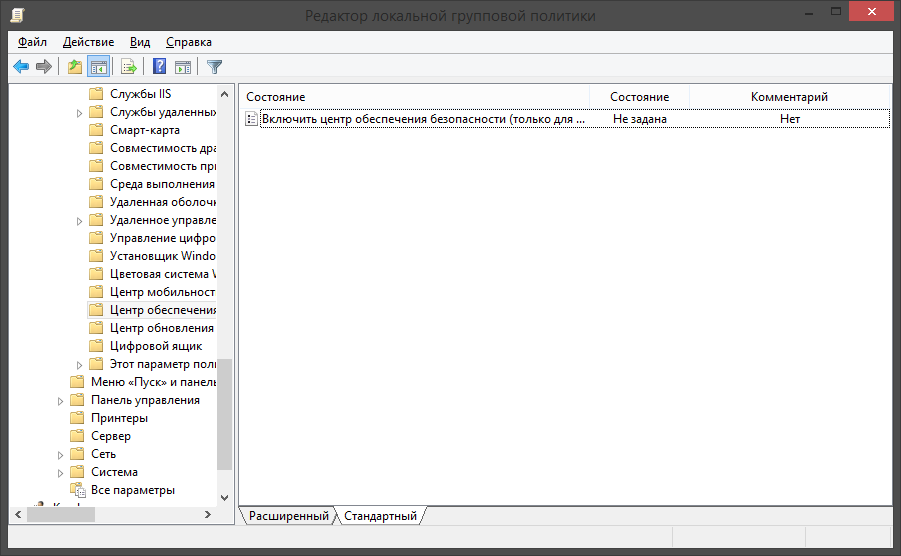 Редактор локальной групповой политики
Файл Действие Вид Справка
Службы IIS
Службы удаленных
Смарт-карта
Совместимость дра
Совместимость при
Среда выполнения
Удаленная оболоч
Удаленное управле
Управление цифро
Установщик Windo
Цветовая система W
Центр мобильност
Центр обеспечения
Центр обновления
Цифровой ящик
Этот параметр пол
Меню «Пуск» и панель
Панель управления
Принтеры
Сервер
Сеть
Система
Все параметры
Состояние Состояние Комментарий
Включить центр обеспечения безопасности (только для ... Не задана Нет
Расширенный Стандартный